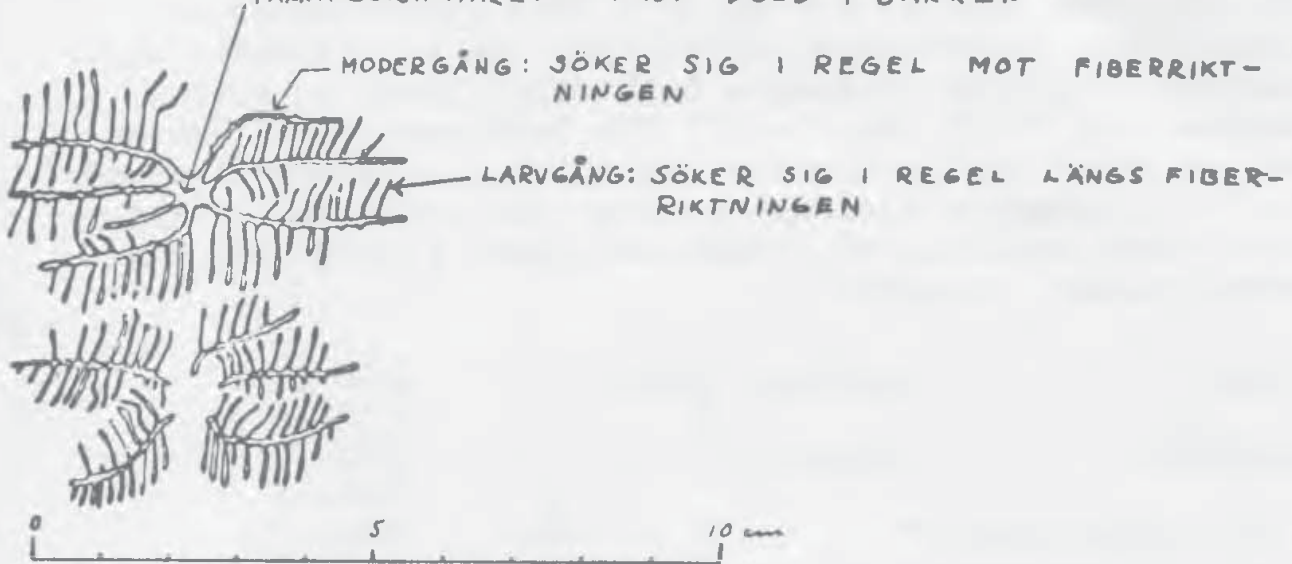 MODERGÅNG: SÖKER SIG I REGEL MOT FIBERRIKT-
NINGEN
LARVGÅNG: SÖKER SIG I REGEL LÄNGS FIBER-
RIKTNINGEN
0 5 10 cm